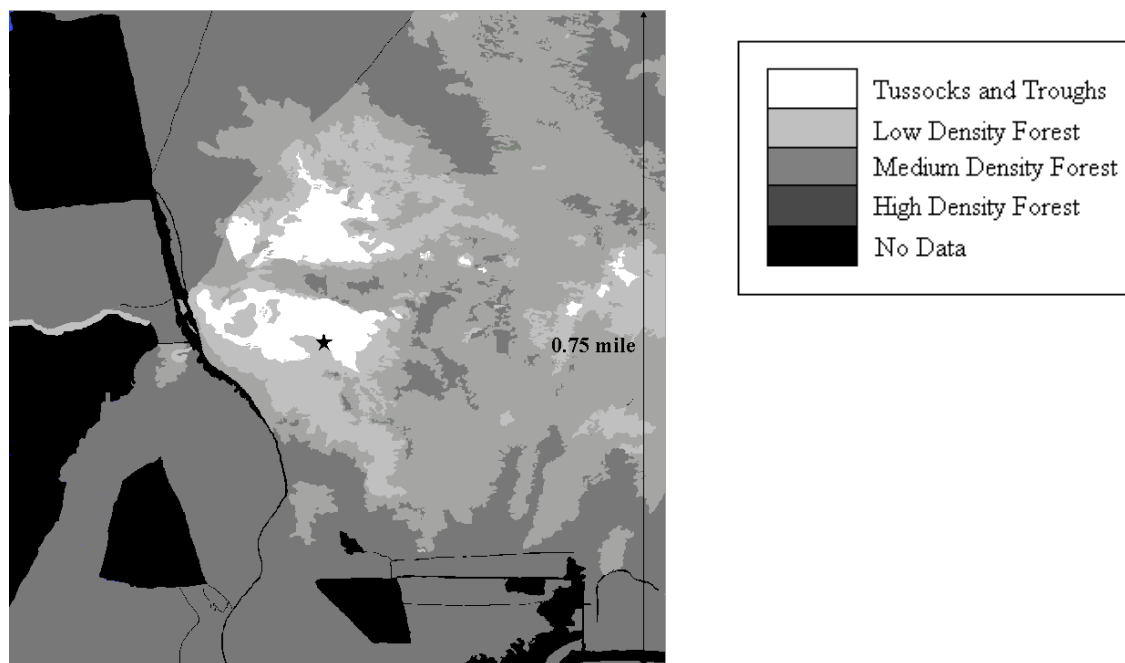 0.75 mile
Tussocks and Troughs
Low Density Forest
Medium Density Forest
High Density Forest
No Data